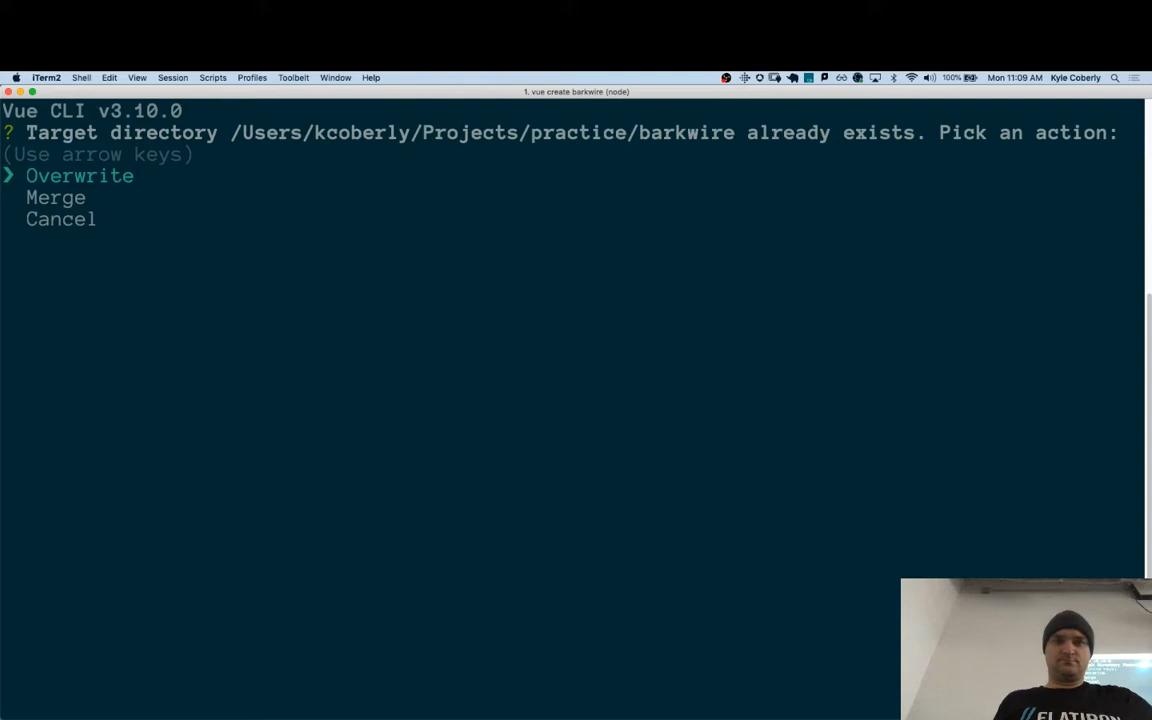 iTerm2 Shell Edit View Session Scripts Profiles Toolbelt Window Help 100% Mon 11:09 AM Kyle Coberly
1. vue create barkwire (node)
Vue CLI v3.10.0
? Target directory /Users/kcoberly/Projects/practice/barkwire already exists. Pick an action:
(Use arrow keys)
❯ Overwrite
Merge
Cancel
// FLATIRON